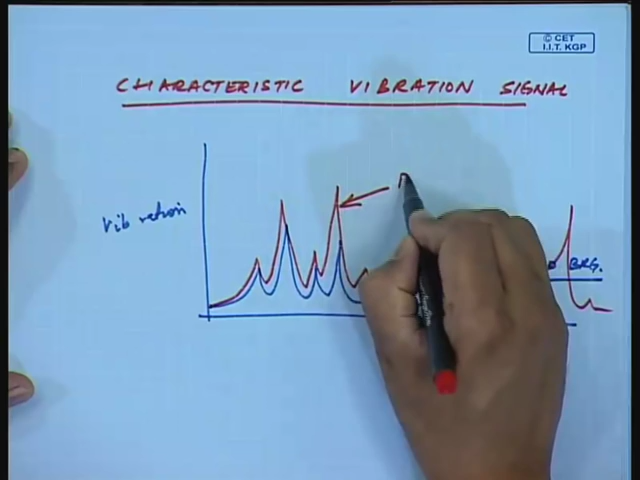 © CET
I.I.T. KGP
CHARACTERISTIC VIBRATION SIGNAL
Vibration
BRG.